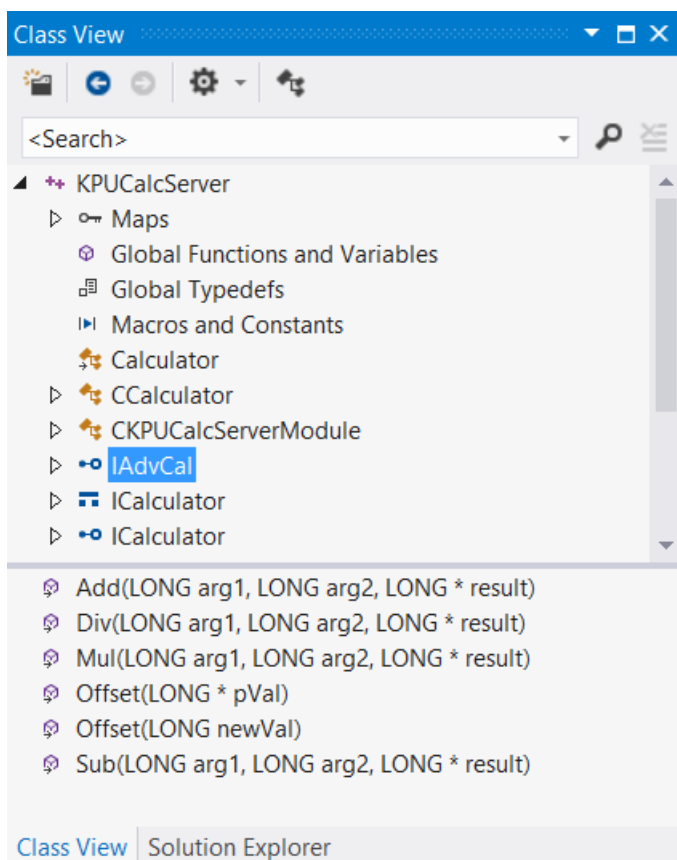 Class View
<Search>
KPUCalcServer
Maps
Global Functions and Variables
Global Typedefs
Macros and Constants
Calculator
CCalculator
CKPUCalcServerModule
IAdvCal
ICalculator
ICalculator
Add(LONG arg1, LONG arg2, LONG * result)
Div(LONG arg1, LONG arg2, LONG * result)
Mul(LONG arg1, LONG arg2, LONG * result)
Offset(LONG * pVal)
Offset(LONG newVal)
Sub(LONG arg1, LONG arg2, LONG * result)
Class View Solution Explorer